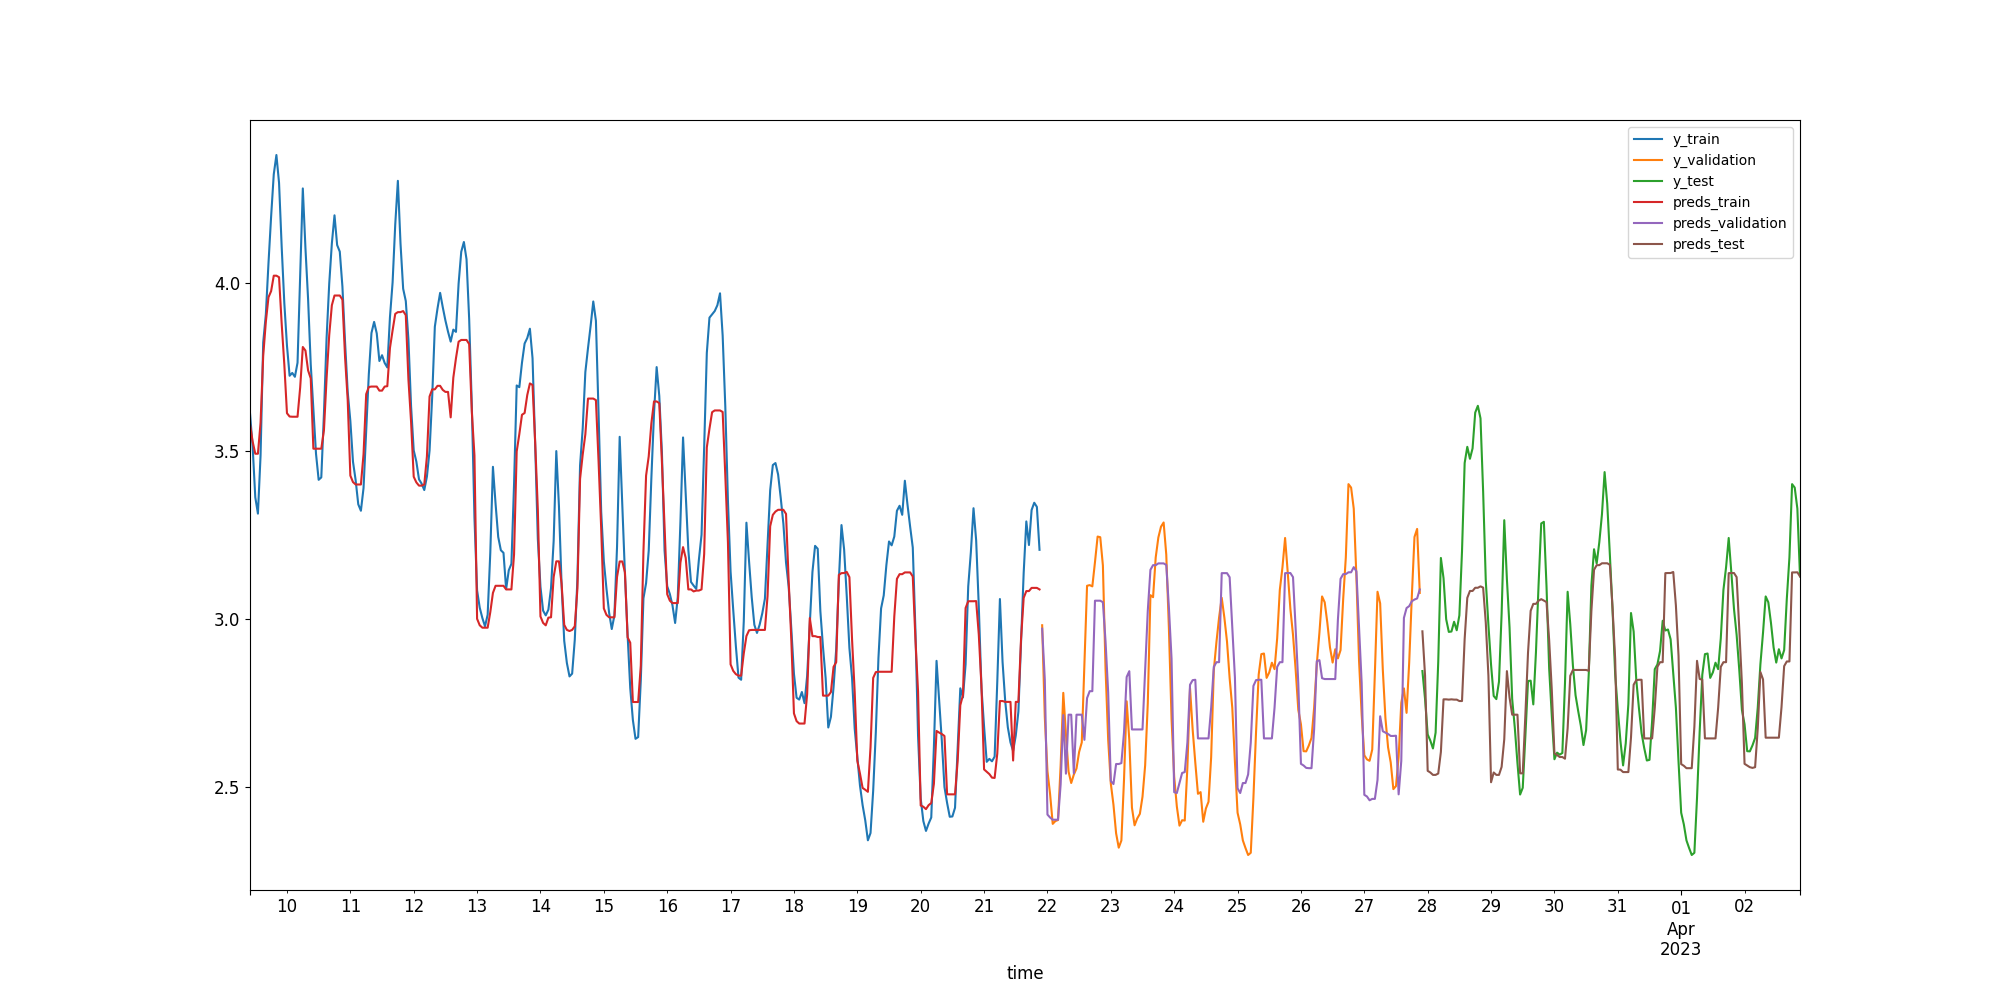 y_train
y_validation
y_test
preds_train
preds_validation
preds_test
4.0
3.5
3.0
2.5
10 11 12 13 14 15 16 17 18 19 20 21 22 23 24 25 26 27 28 29 30 31 01 02
Apr
2023
time